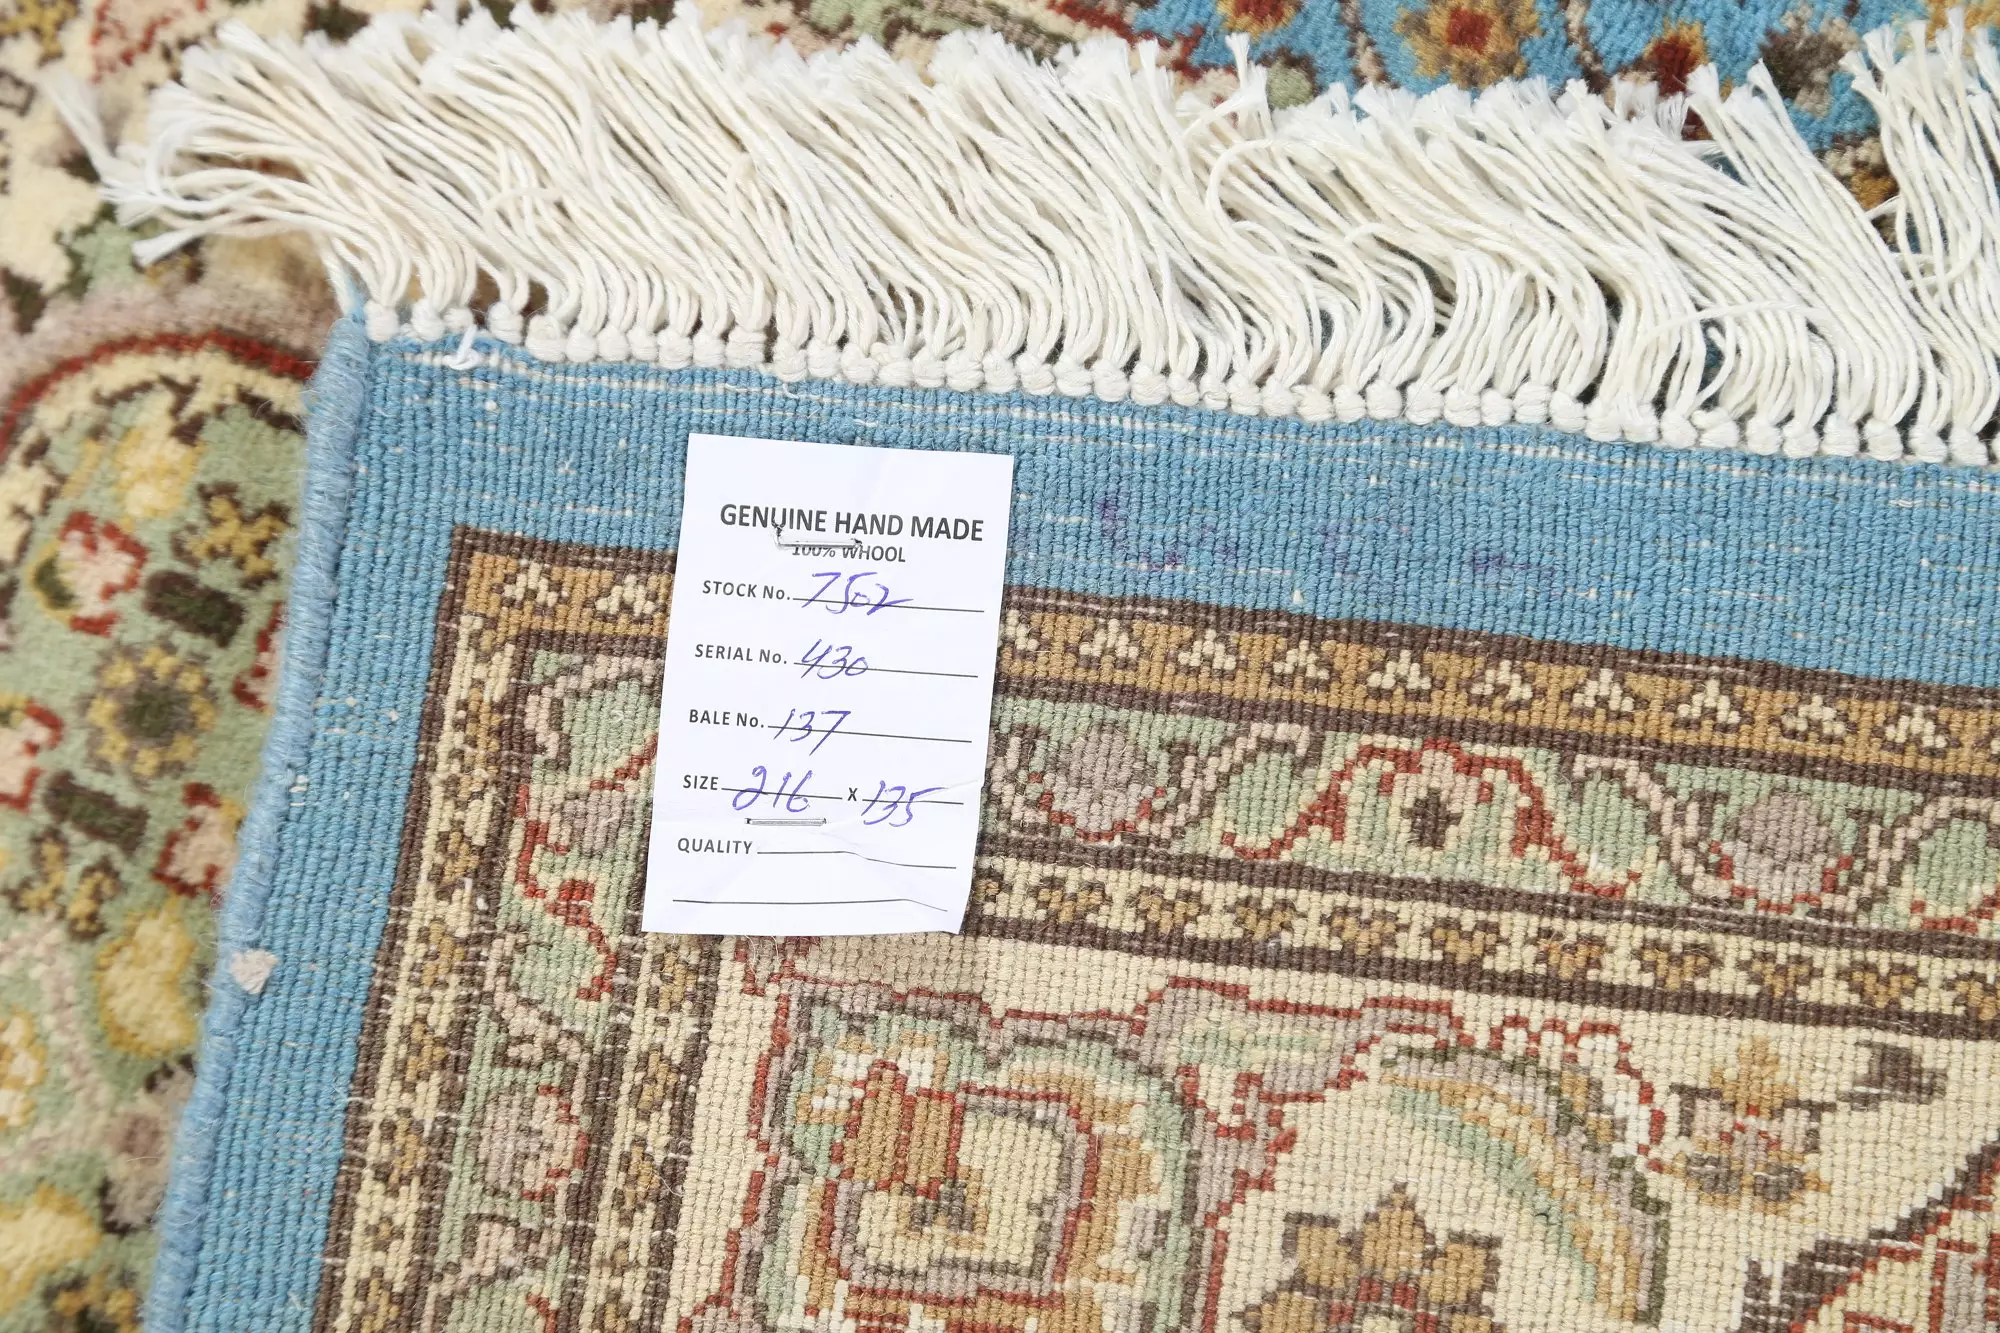 GENUINE HAND MADE
100% WHOOL
STOCK No. 7502
SERIAL No. 430
BALE No. 137
SIZE 216 X 135
QUALITY